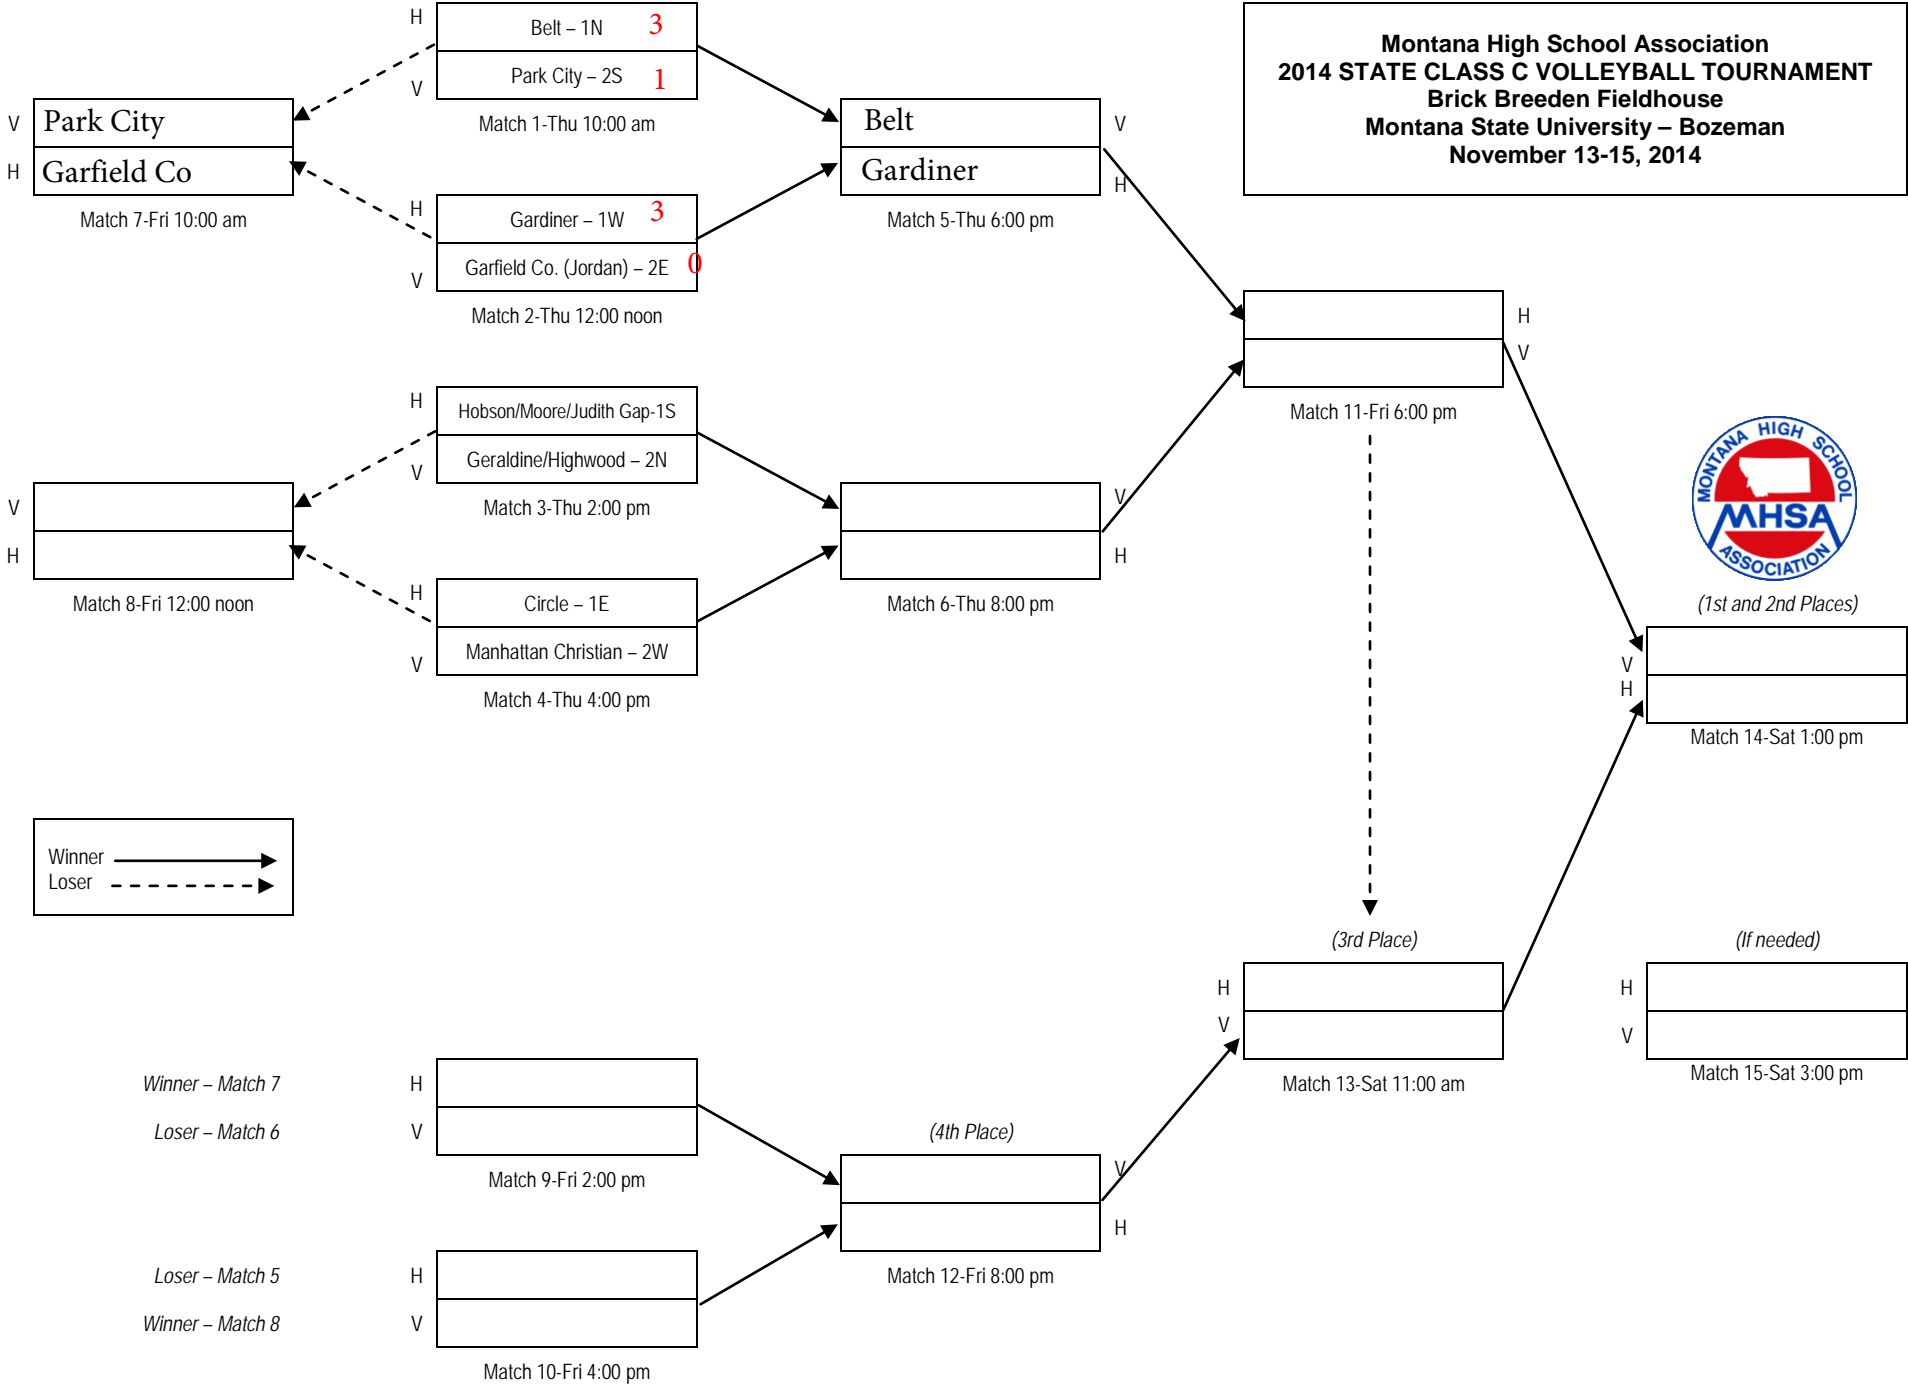 Montana High School Association
2014 STATE CLASS C VOLLEYBALL TOURNAMENT
Brick Breeden Fieldhouse
Montana State University – Bozeman
November 13-15, 2014
H
Belt – 1N 3
V
Park City – 2S 1
Match 1-Thu 10:00 am
V
Park City
H
Garfield Co
Match 7-Fri 10:00 am
Belt
V
Gardiner
H
Match 5-Thu 6:00 pm
H
Gardiner – 1W 3
V
Garfield Co. (Jordan) – 2E 0
Match 2-Thu 12:00 noon
H
V
Match 11-Fri 6:00 pm
H
Hobson/Moore/Judith Gap-1S
V
Geraldine/Highwood – 2N
Match 3-Thu 2:00 pm
V
H
Match 8-Fri 12:00 noon
V
H
Match 6-Thu 8:00 pm
H
Circle – 1E
V
Manhattan Christian – 2W
Match 4-Thu 4:00 pm
MONTANA HIGH SCHOOL
MHSA
ASSOCIATION
(1st and 2nd Places)
V
H
Match 14-Sat 1:00 pm
Winner
Loser
(3rd Place)
H
V
Match 13-Sat 11:00 am
(If needed)
H
V
Match 15-Sat 3:00 pm
Winner – Match 7 H
Loser – Match 6 V
Match 9-Fri 2:00 pm
(4th Place)
V
H
Match 12-Fri 8:00 pm
Loser – Match 5 H
Winner – Match 8 V
Match 10-Fri 4:00 pm